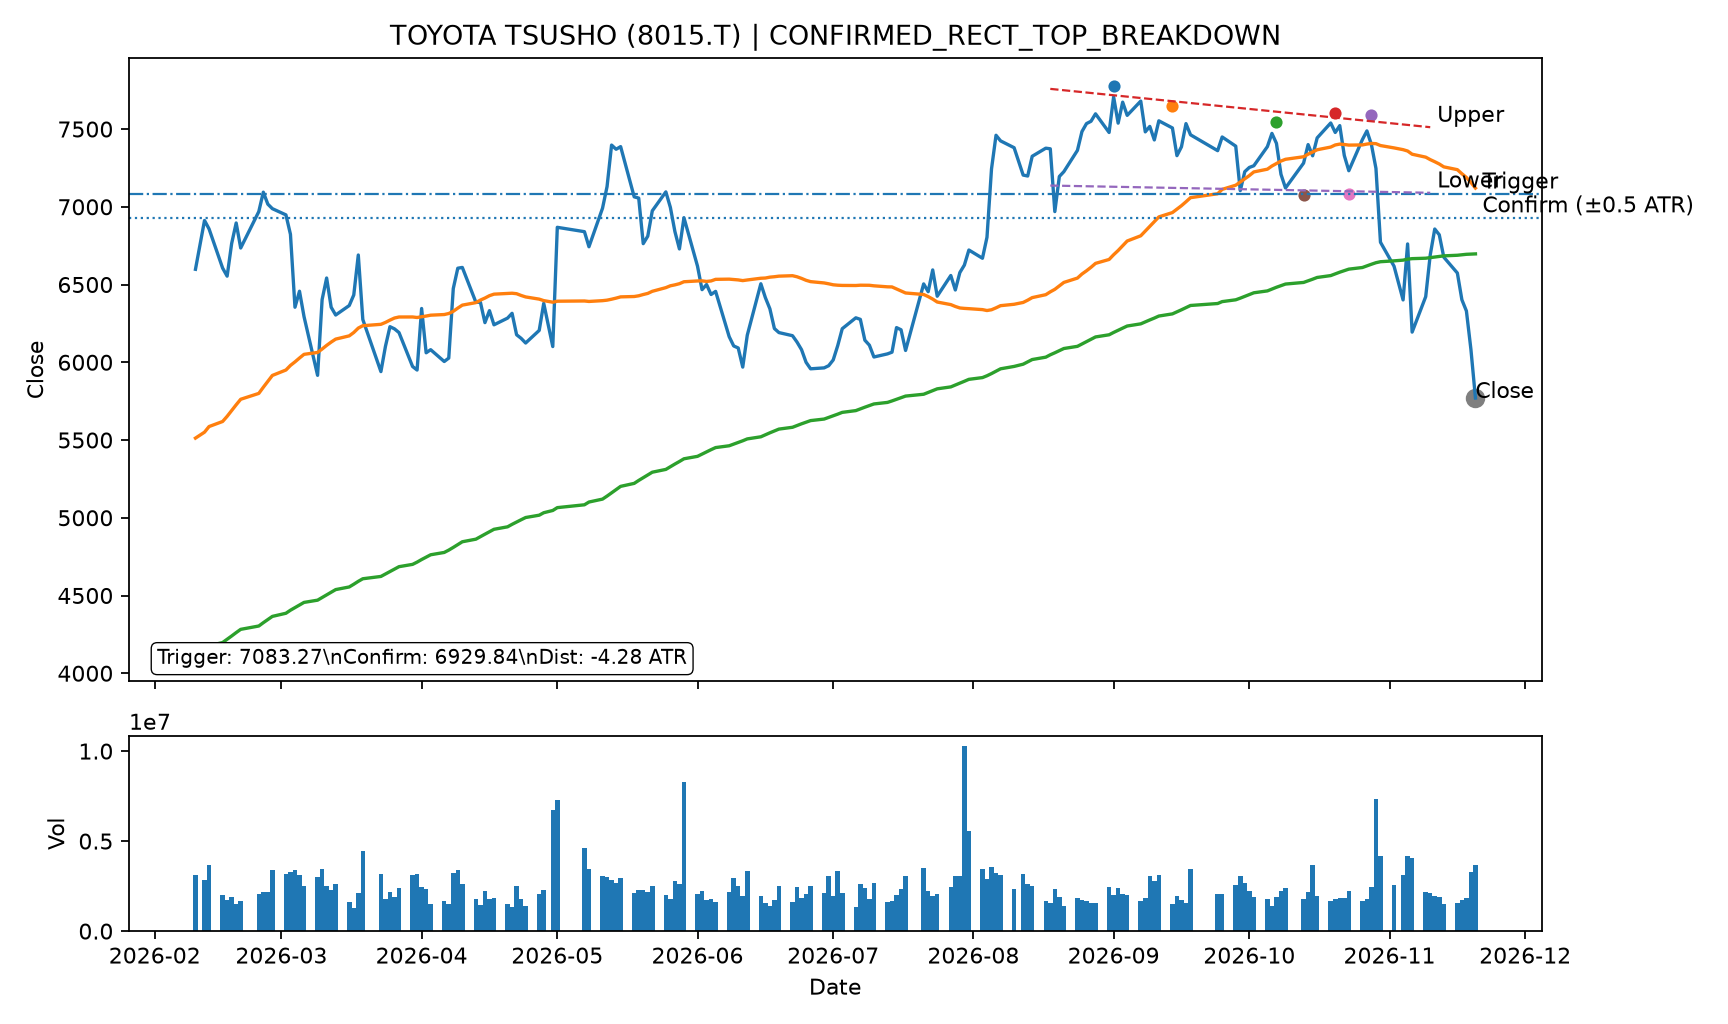 TOYOTA TSUSHO (8015.T) | CONFIRMED_RECT_TOP_BREAKDOWN
Close
7500
7000
6500
6000
5500
5000
4500
4000
Upper
Lower
Trigger
Confirm (±0.5 ATR)
Close
Trigger: 7083.27\nConfirm: 6929.84\nDist: -4.28 ATR
1e7
Vol
1.0
0.5
0.0
2026-02
2026-03
2026-04
2026-05
2026-06
2026-07
2026-08
2026-09
2026-10
2026-11
2026-12
Date